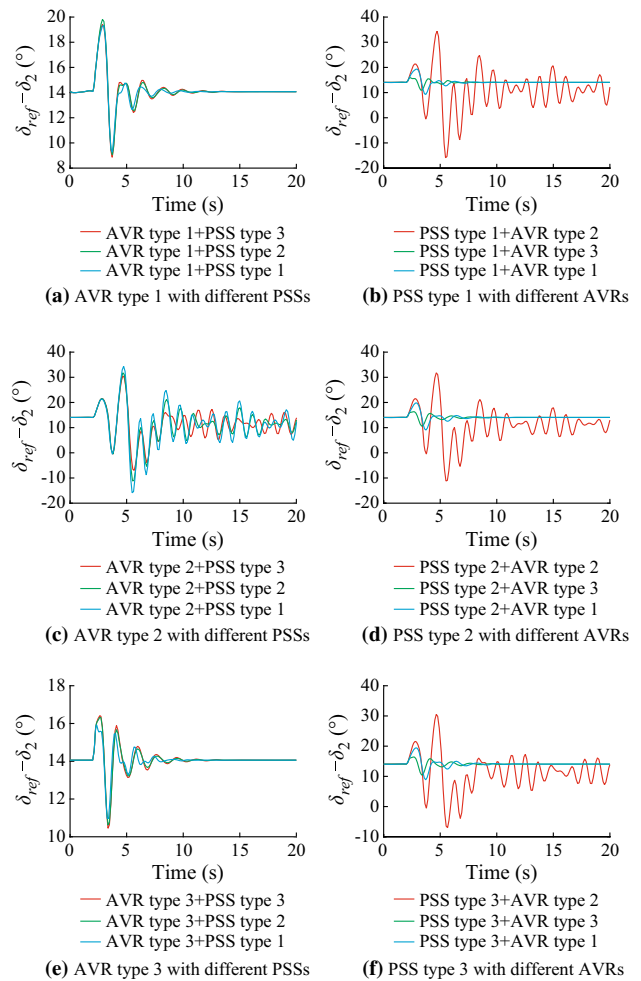 δref−δ2 (°)
20
18
16
14
12
10
8
0
5
10
15
20
Time (s)
AVR type 1+PSS type 3
AVR type 1+PSS type 2
AVR type 1+PSS type 1
(a) AVR type 1 with different PSSs
δref−δ2 (°)
40
30
20
10
0
-10
-20
0
5
10
15
20
Time (s)
PSS type 1+AVR type 2
PSS type 1+AVR type 3
PSS type 1+AVR type 1
(b) PSS type 1 with different AVRs
δref−δ2 (°)
40
30
20
10
0
-10
-20
0
5
10
15
20
Time (s)
AVR type 2+PSS type 3
AVR type 2+PSS type 2
AVR type 2+PSS type 1
(c) AVR type 2 with different PSSs
δref−δ2 (°)
40
30
20
10
0
-10
-20
0
5
10
15
20
Time (s)
PSS type 2+AVR type 2
PSS type 2+AVR type 3
PSS type 2+AVR type 1
(d) PSS type 2 with different AVRs
δref−δ2 (°)
18
16
14
12
10
0
5
10
15
20
Time (s)
AVR type 3+PSS type 3
AVR type 3+PSS type 2
AVR type 3+PSS type 1
(e) AVR type 3 with different PSSs
δref−δ2 (°)
40
30
20
10
0
-10
0
5
10
15
20
Time (s)
PSS type 3+AVR type 2
PSS type 3+AVR type 3
PSS type 3+AVR type 1
(f) PSS type 3 with different AVRs